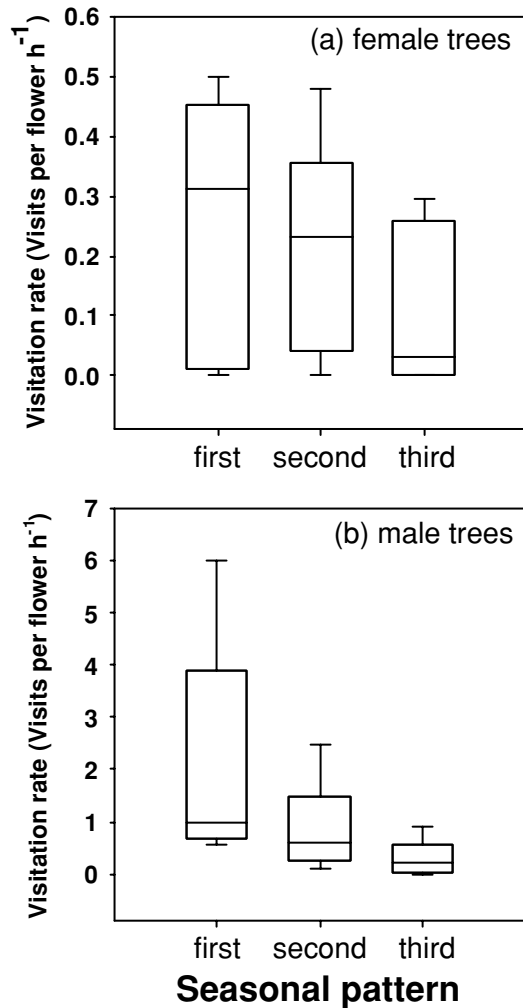 (a) female trees
Visitation rate (Visits per flower h-1)
0.6
0.5
0.4
0.3
0.2
0.1
0.0
first second third
(b) male trees
Visitation rate (Visits per flower h-1)
7
6
5
4
3
2
1
0
first second third
Seasonal pattern